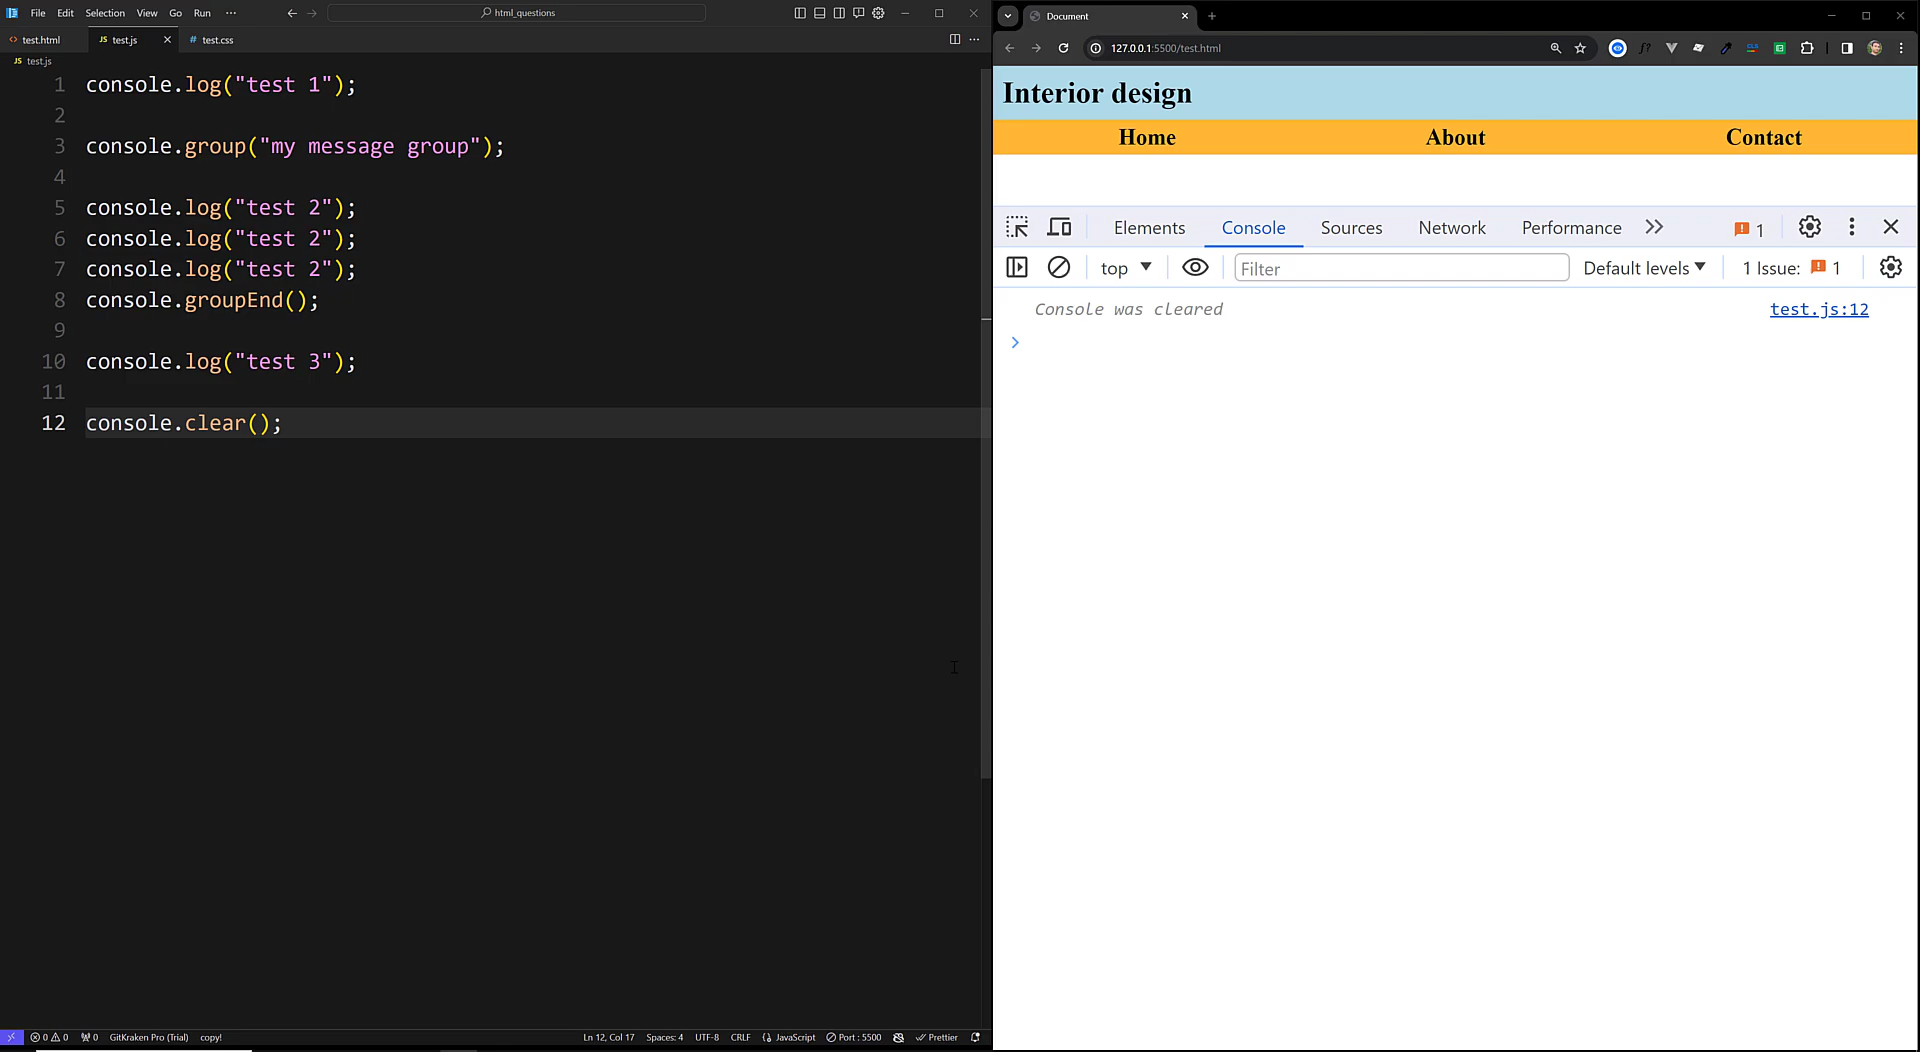 File Edit Selection View Go Run ··· html_questions
test.html JS test.js # test.css
JS test.js
1 console.log("test 1");
2
3 console.group("my message group");
4
5 console.log("test 2");
6 console.log("test 2");
7 console.log("test 2");
8 console.groupEnd();
9
10 console.log("test 3");
11
12 console.clear();
0 0 0 GitKraken Pro (Trial) copy! Ln 12, Col 17 Spaces: 4 UTF-8 CRLF JavaScript Port : 5500 Prettier
Document
127.0.0.1:5500/test.html
Interior design
Home About Contact
Elements Console Sources Network Performance 1
top Filter Default levels 1 Issue: 1
Console was cleared test.js:12